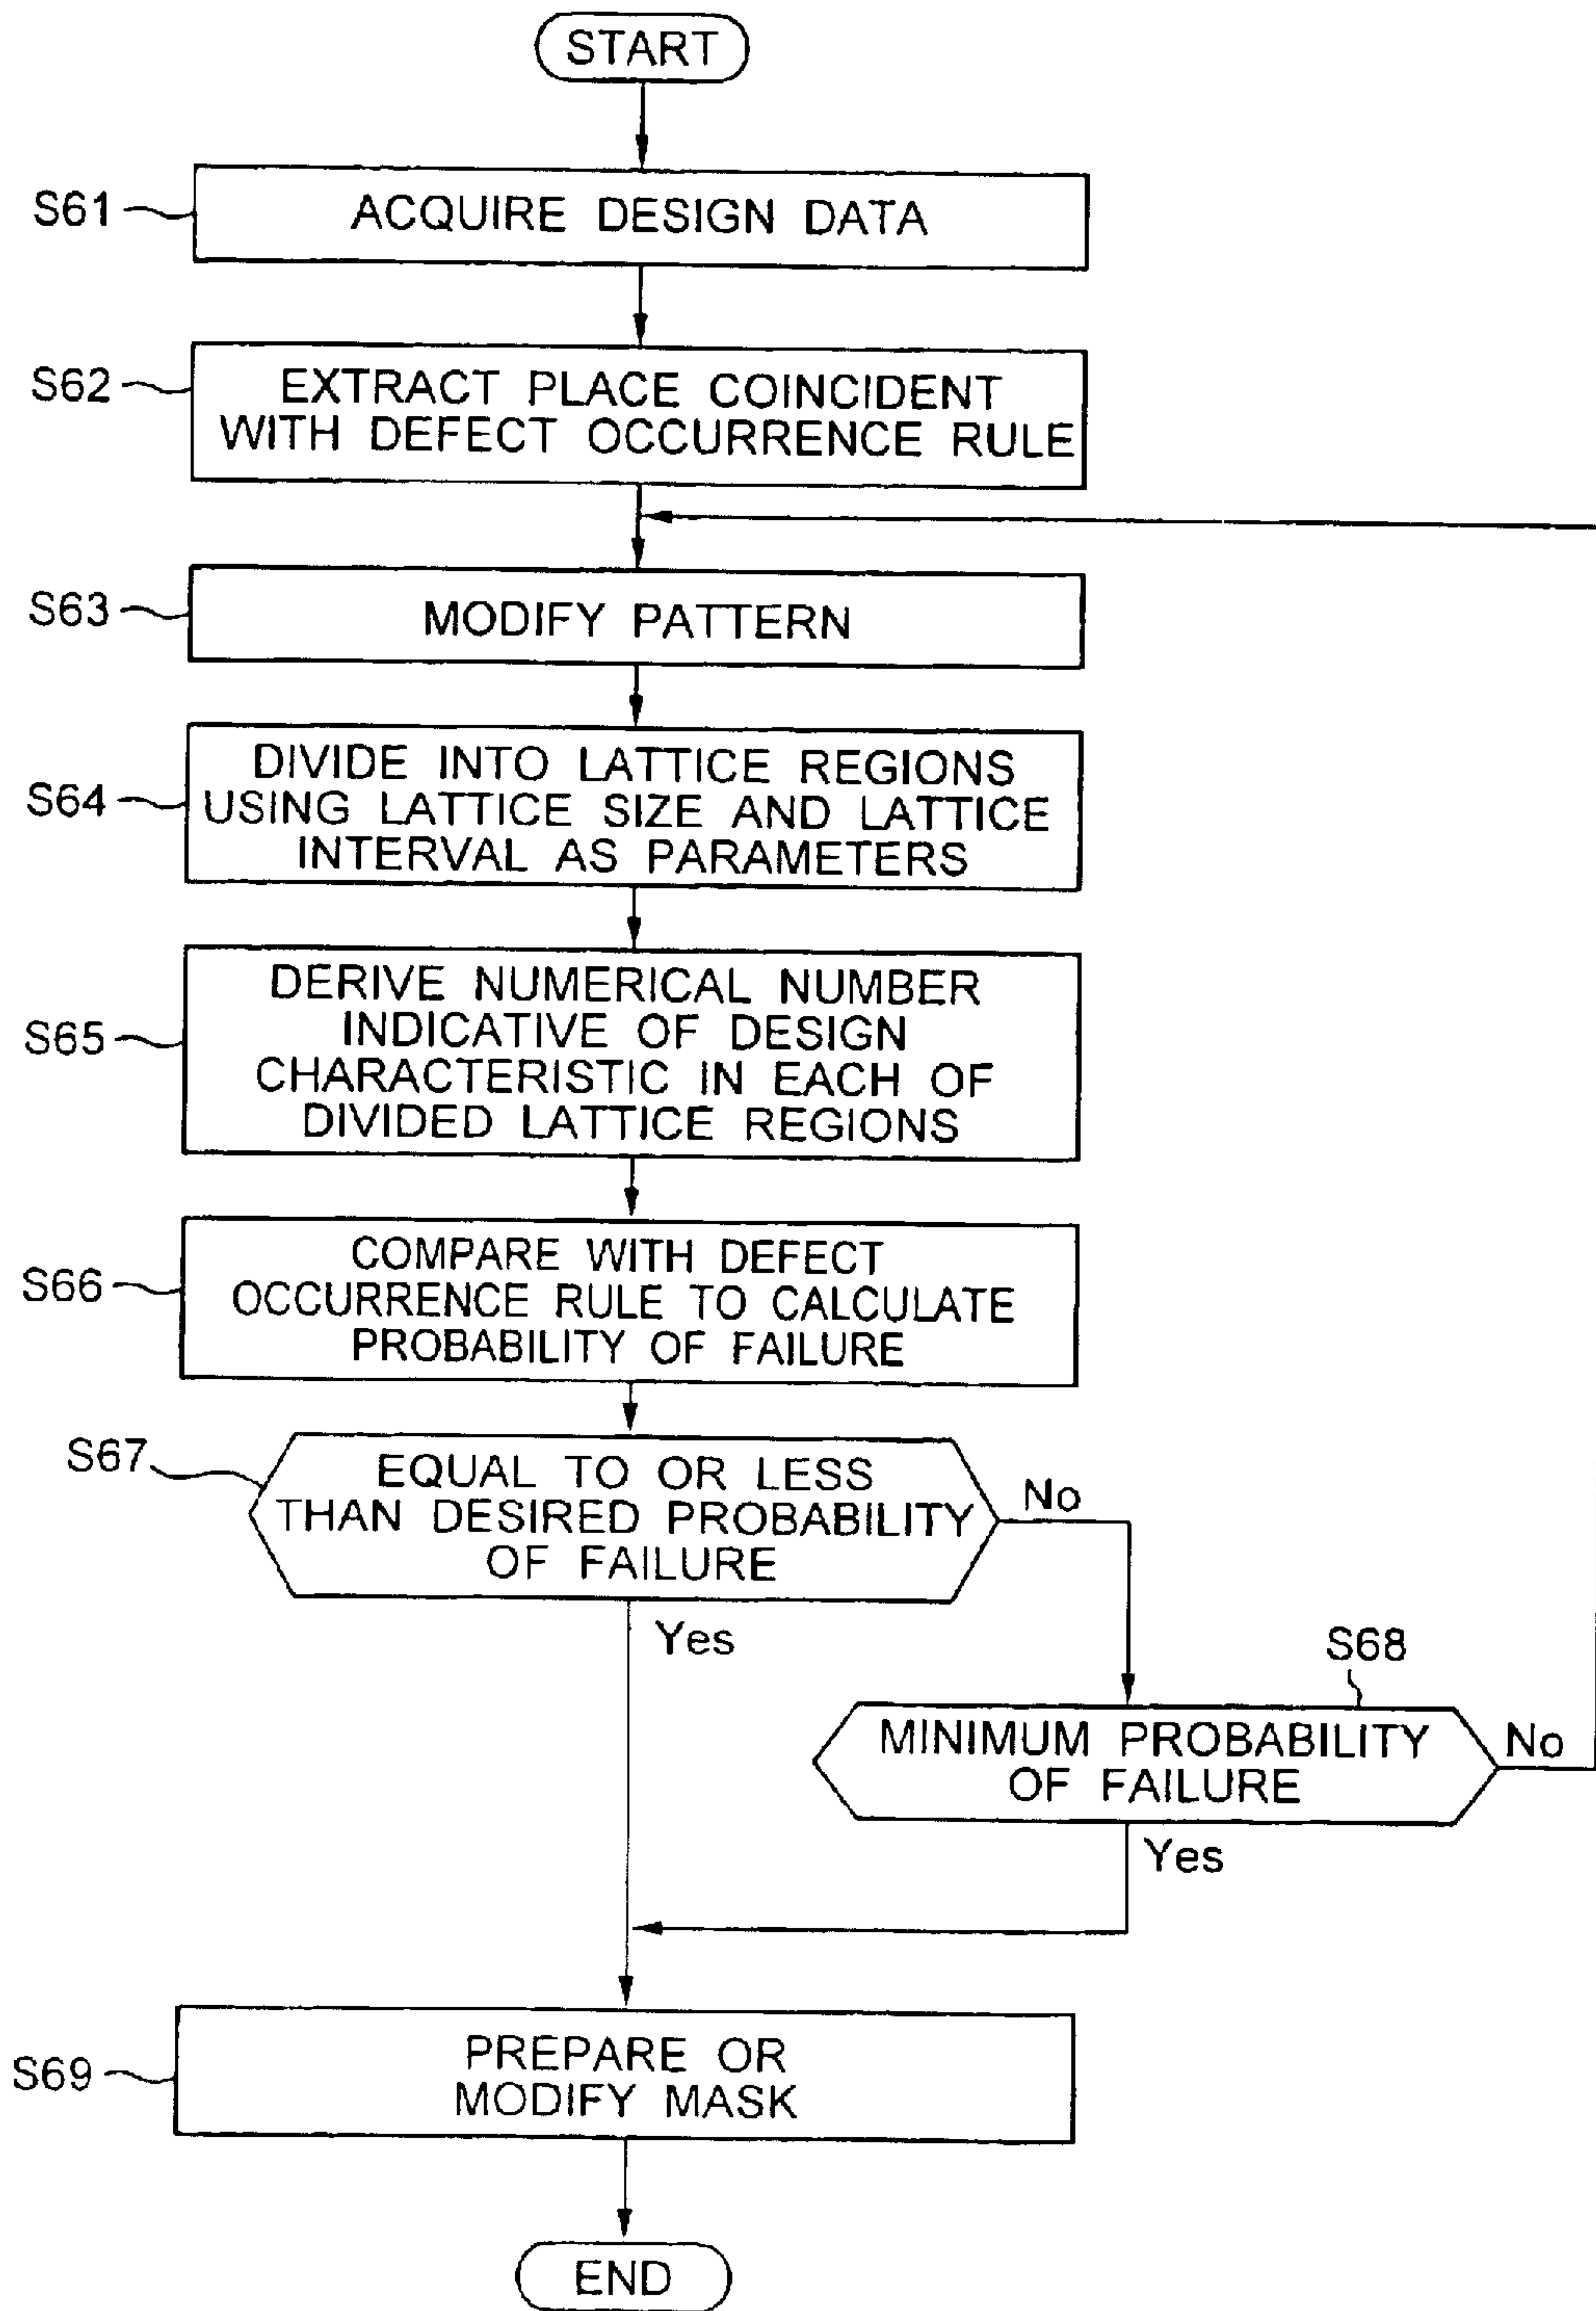 START
S61
ACQUIRE DESIGN DATA
S62
EXTRACT PLACE COINCIDENT
WITH DEFECT OCCURRENCE RULE
S63
MODIFY PATTERN
S64
DIVIDE INTO LATTICE REGIONS
USING LATTICE SIZE AND LATTICE
INTERVAL AS PARAMETERS
S65
DERIVE NUMERICAL NUMBER
INDICATIVE OF DESIGN
CHARACTERISTIC IN EACH OF
DIVIDED LATTICE REGIONS
S66
COMPARE WITH DEFECT
OCCURRENCE RULE TO CALCULATE
PROBABILITY OF FAILURE
S67
EQUAL TO OR LESS
THAN DESIRED PROBABILITY
OF FAILURE
No
Yes
S68
MINIMUM PROBABILITY
OF FAILURE
No
Yes
S69
PREPARE OR
MODIFY MASK
END